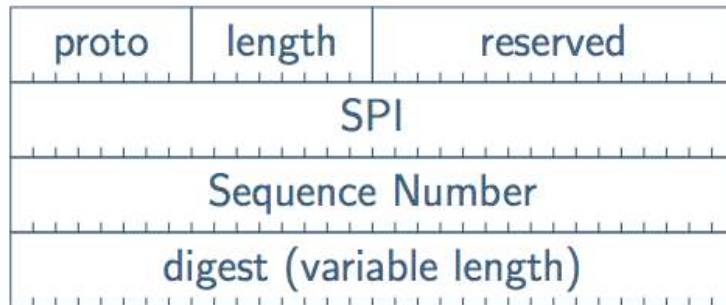 proto length reserved
SPI
Sequence Number
digest (variable length)